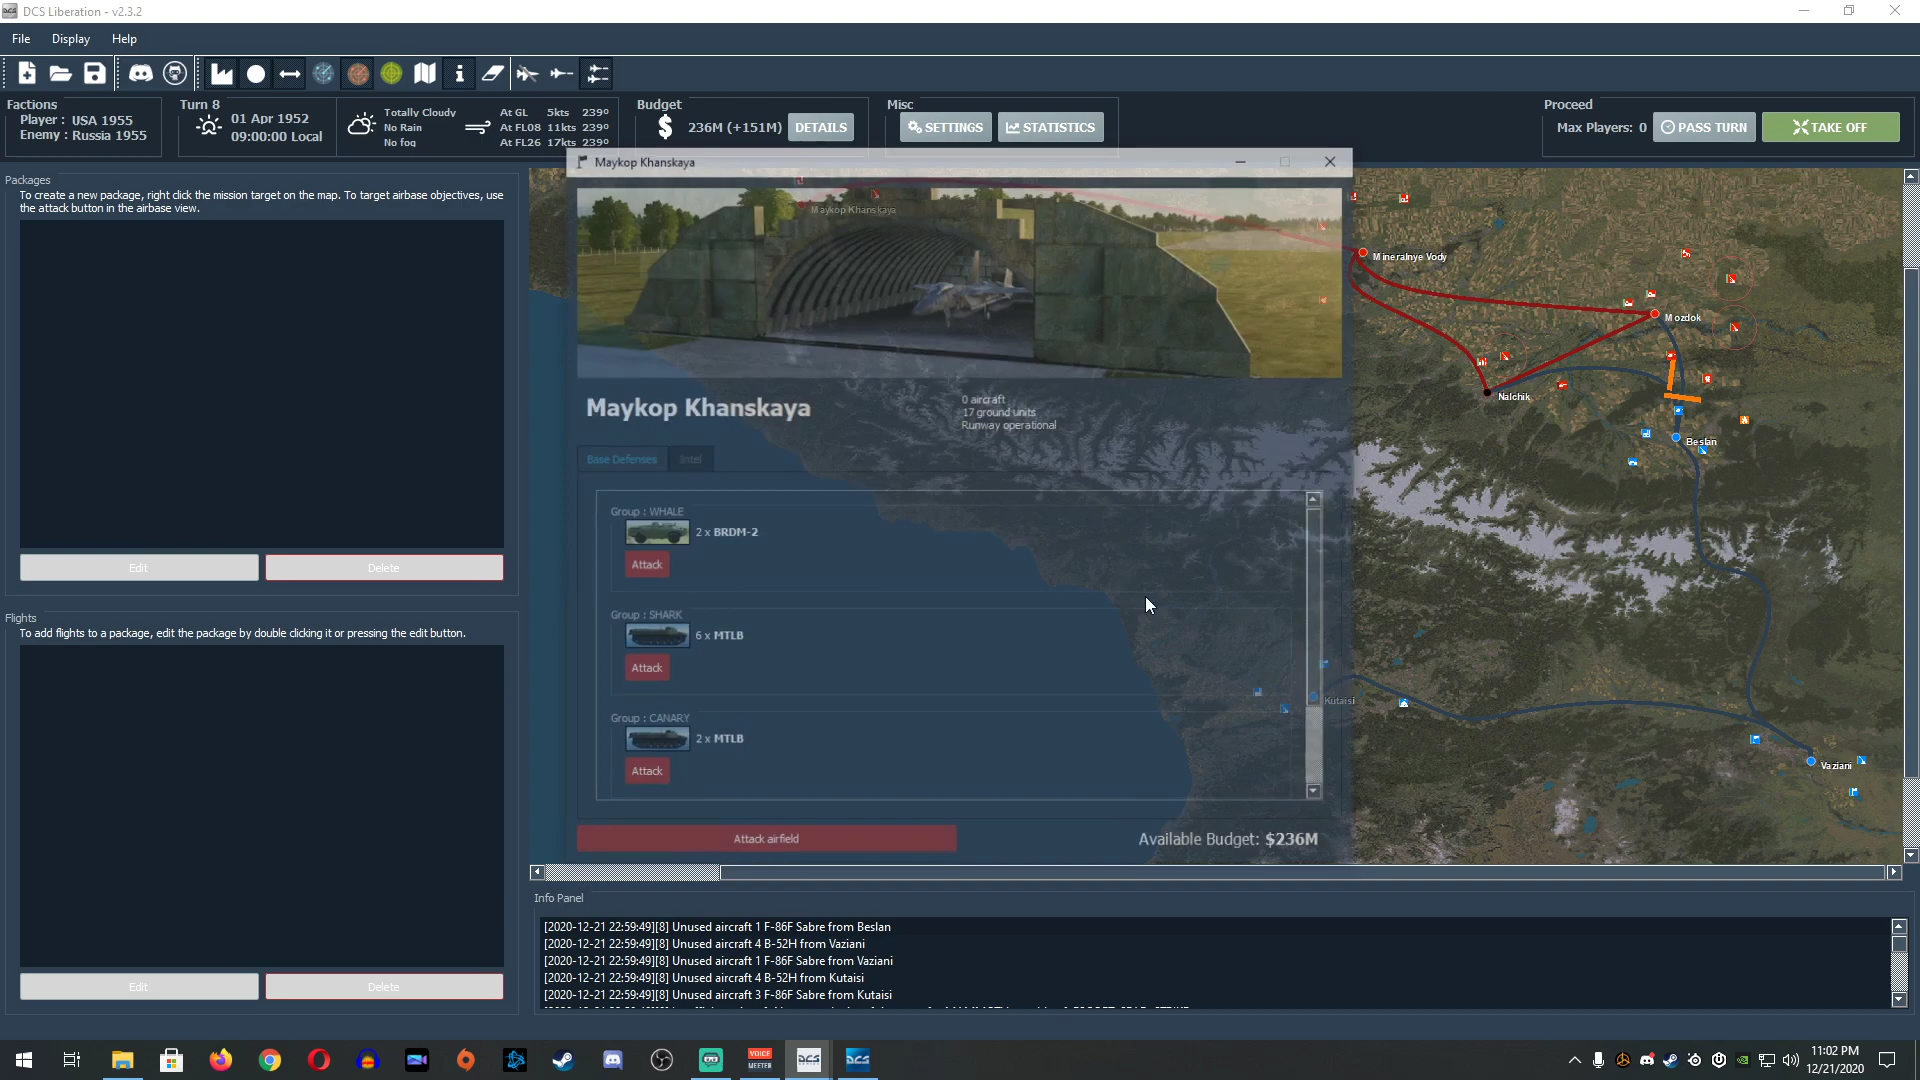 DCS Liberation - v2.3.2
File Display Help
Factions
Player : USA 1955
Enemy : Russia 1955
Turn 8
01 Apr 1952
09:00:00 Local
Totally Cloudy
No Rain
No fog
At GL 5kts 239º
At FL08 11kts 239º
At FL26 17kts 239º
Budget
236M (+151M) DETAILS
Misc
SETTINGS STATISTICS
Proceed
Max Players: 0 PASS TURN TAKE OFF
Packages
To create a new package, right click the mission target on the map. To target airbase objectives, use
the attack button in the airbase view.
Edit Delete
Flights
To add flights to a package, edit the package by double clicking it or pressing the edit button.
Edit Delete
Maykop Khanskaya
Maykop Khanskaya
Maykop Khanskaya
0 aircraft
17 ground units
Runway operational
Base Defenses Intel
Group : WHALE
2 x BRDM-2
Attack
Group : SHARK
6 x MTLB
Attack
Group : CANARY
2 x MTLB
Attack
Attack airfield
Available Budget: $236M
Mineralnye Vody
Mozdok
Nalchik
Beslan
Kutaisi
Vaziani
Info Panel
[2020-12-21 22:59:49][8] Unused aircraft 1 F-86F Sabre from Beslan
[2020-12-21 22:59:49][8] Unused aircraft 4 B-52H from Vaziani
[2020-12-21 22:59:49][8] Unused aircraft 1 F-86F Sabre from Vaziani
[2020-12-21 22:59:49][8] Unused aircraft 4 B-52H from Kutaisi
[2020-12-21 22:59:49][8] Unused aircraft 3 F-86F Sabre from Kutaisi
VOICE
MEETER
DCS
DCS
11:02 PM
12/21/2020